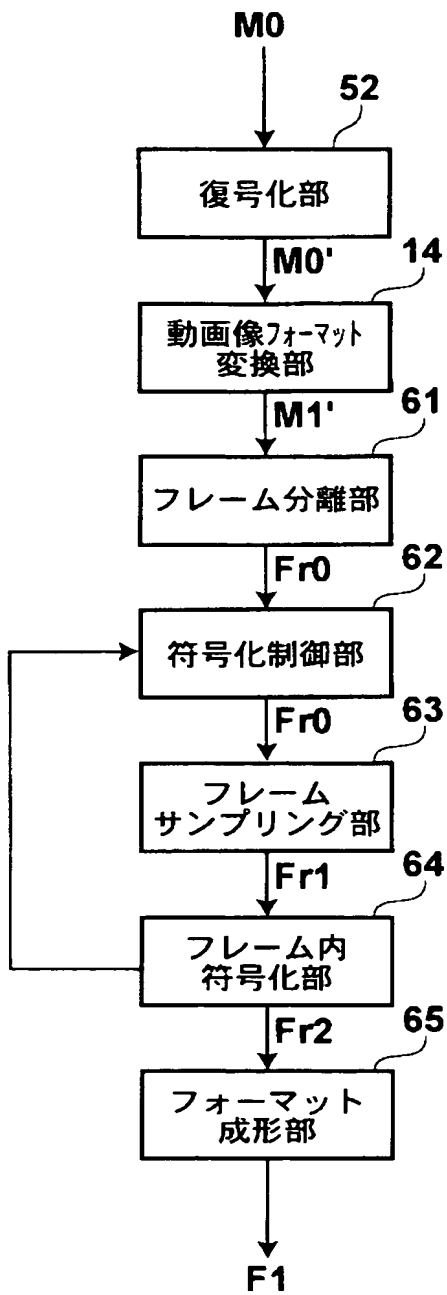 M0
52
復号化部
M0'
14
動画像フォーマット
変換部
M1'
61
フレーム分離部
Fr0
62
符号化制御部
Fr0
63
フレーム
サンプリング部
Fr1
64
フレーム内
符号化部
Fr2
65
フォーマット
成形部
F1